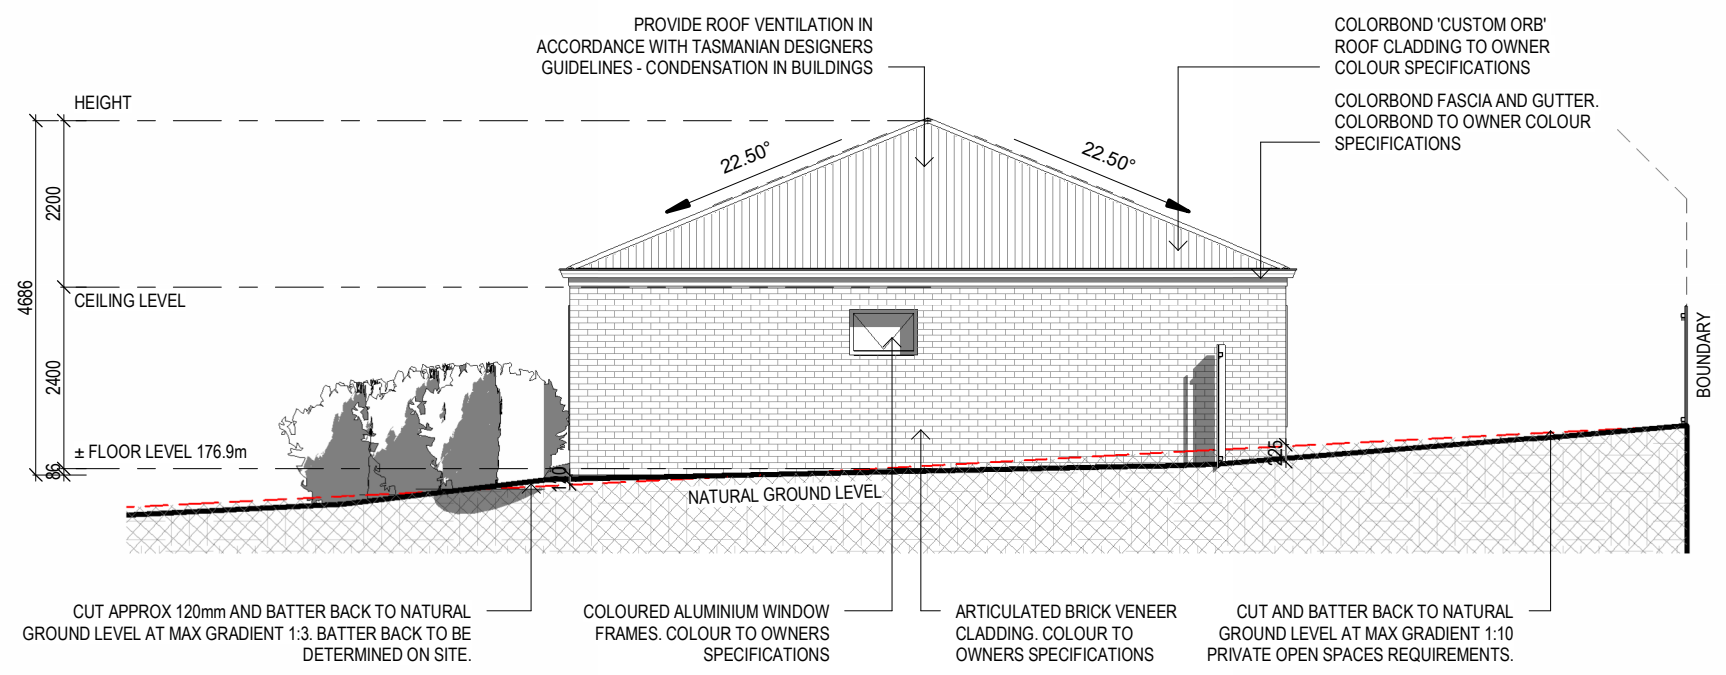 PROVIDE ROOF VENTILATION IN
ACCORDANCE WITH TASMANIAN DESIGNERS
GUIDELINES - CONDENSATION IN BUILDINGS
COLORBOND 'CUSTOM ORB'
ROOF CLADDING TO OWNER
COLOUR SPECIFICATIONS
COLORBOND FASCIA AND GUTTER.
COLORBOND TO OWNER COLOUR
SPECIFICATIONS
HEIGHT
22.50°
22.50°
2200
4686
CEILING LEVEL
2400
BOUNDARY
± FLOOR LEVEL 176.9m
86
225
NATURAL GROUND LEVEL
CUT APPROX 120mm AND BATTER BACK TO NATURAL
GROUND LEVEL AT MAX GRADIENT 1:3. BATTER BACK TO BE
DETERMINED ON SITE.
COLOURED ALUMINIUM WINDOW
FRAMES. COLOUR TO OWNERS
SPECIFICATIONS
ARTICULATED BRICK VENEER
CLADDING. COLOUR TO
OWNERS SPECIFICATIONS
CUT AND BATTER BACK TO NATURAL
GROUND LEVEL AT MAX GRADIENT 1:10
PRIVATE OPEN SPACES REQUIREMENTS.